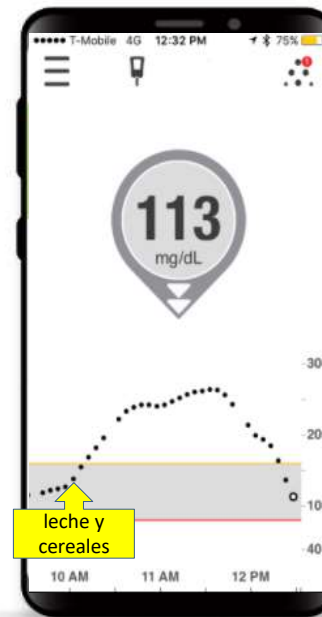 T-Mobile 4G 12:32 PM 75%
1
113
mg/dL
30
20
10
40
leche y
cereales
10 AM 11 AM 12 PM